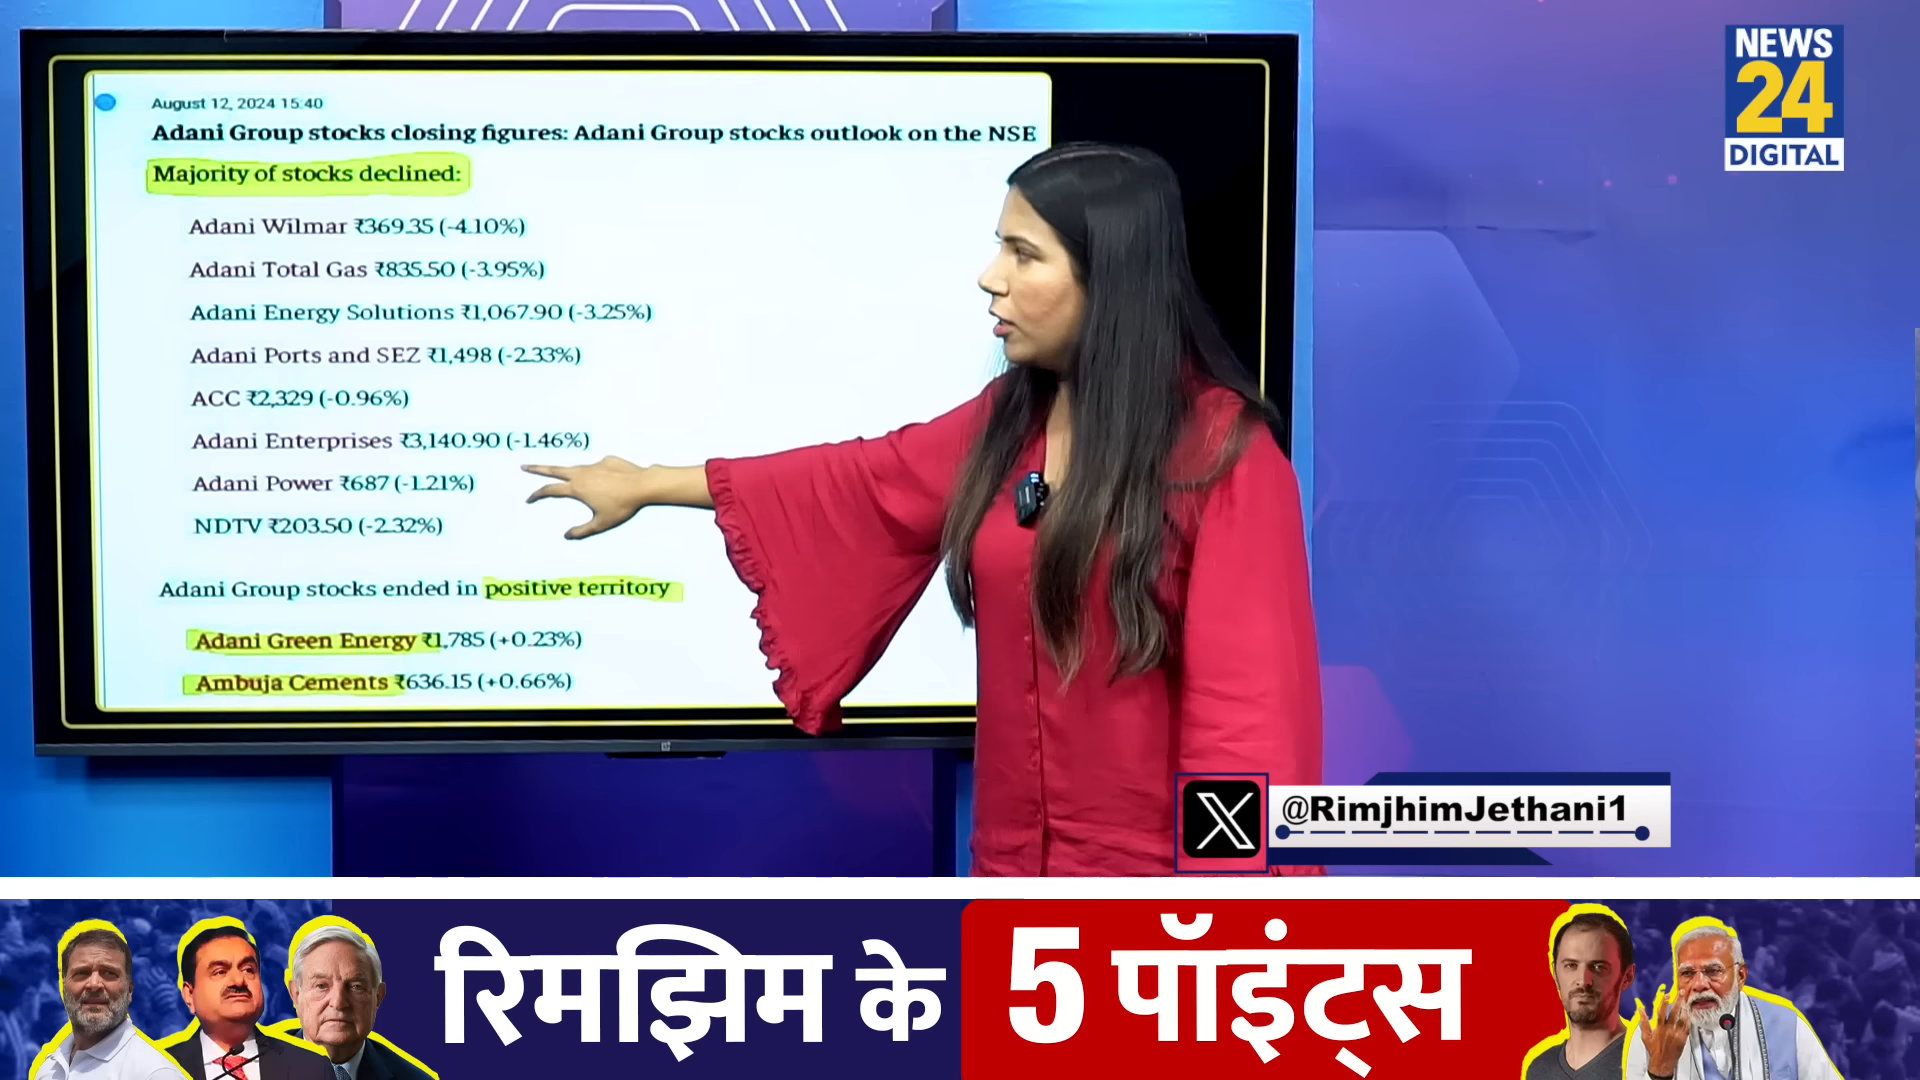 August 12, 2024 15:40
Adani Group stocks closing figures: Adani Group stocks outlook on the NSE
Majority of stocks declined:
Adani Wilmar ₹369.35 (-4.10%)
Adani Total Gas ₹835.50 (-3.95%)
Adani Energy Solutions ₹1,067.90 (-3.25%)
Adani Ports and SEZ ₹1,498 (-2.33%)
ACC ₹2,329 (-0.96%)
Adani Enterprises ₹3,140.90 (-1.46%)
Adani Power ₹687 (-1.21%)
NDTV ₹203.50 (-2.32%)
Adani Group stocks ended in positive territory
Adani Green Energy ₹1,785 (+0.23%)
Ambuja Cements ₹636.15 (+0.66%)
NEWS
24
DIGITAL
@RimjhimJethani1
रिमझिम के 5 पॉइंट्स